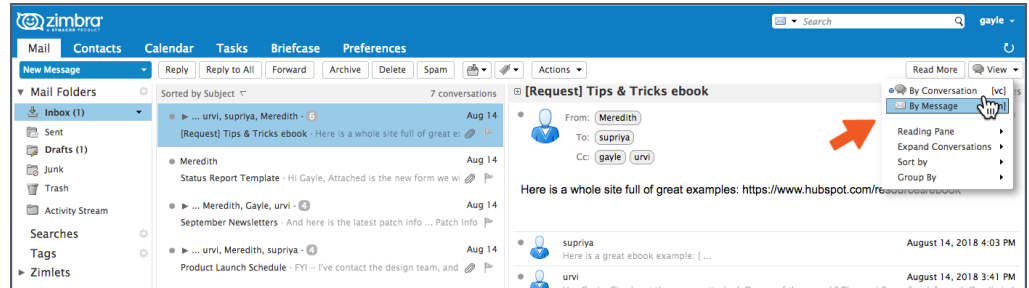 zimbra
A SYNACOR PRODUCT
Search
gayle
Mail Contacts Calendar Tasks Briefcase Preferences
New Message
Reply Reply to All Forward Archive Delete Spam Actions Read More View
Mail Folders
Inbox (1)
Sent
Drafts (1)
Junk
Trash
Activity Stream
Searches
Tags
Zimlets
Sorted by Subject 7 conversations
... urvi, supriya, Meredith - 6 Aug 14
[Request] Tips & Tricks ebook - Here is a whole site full of great e
Meredith Aug 14
Status Report Template - Hi Gayle, Attached is the new form we wi
... Meredith, Gayle, urvi - 4 Aug 14
September Newsletters - And here is the latest patch info ... Patch Info
... urvi, Meredith, supriya - 4 Aug 14
Product Launch Schedule - FYI -- I've contact the design team, and
[Request] Tips & Tricks ebook
From: Meredith
To: supriya
Cc: gayle urvi
Here is a whole site full of great examples: https://www.hubspot.com/resources/ebook
supriya August 14, 2018 4:03 PM
Here is a great ebook example: [ ...
urvi August 14, 2018 3:41 PM
By Conversation [vc]
By Message
Reading Pane
Expand Conversations
Sort by
Group By